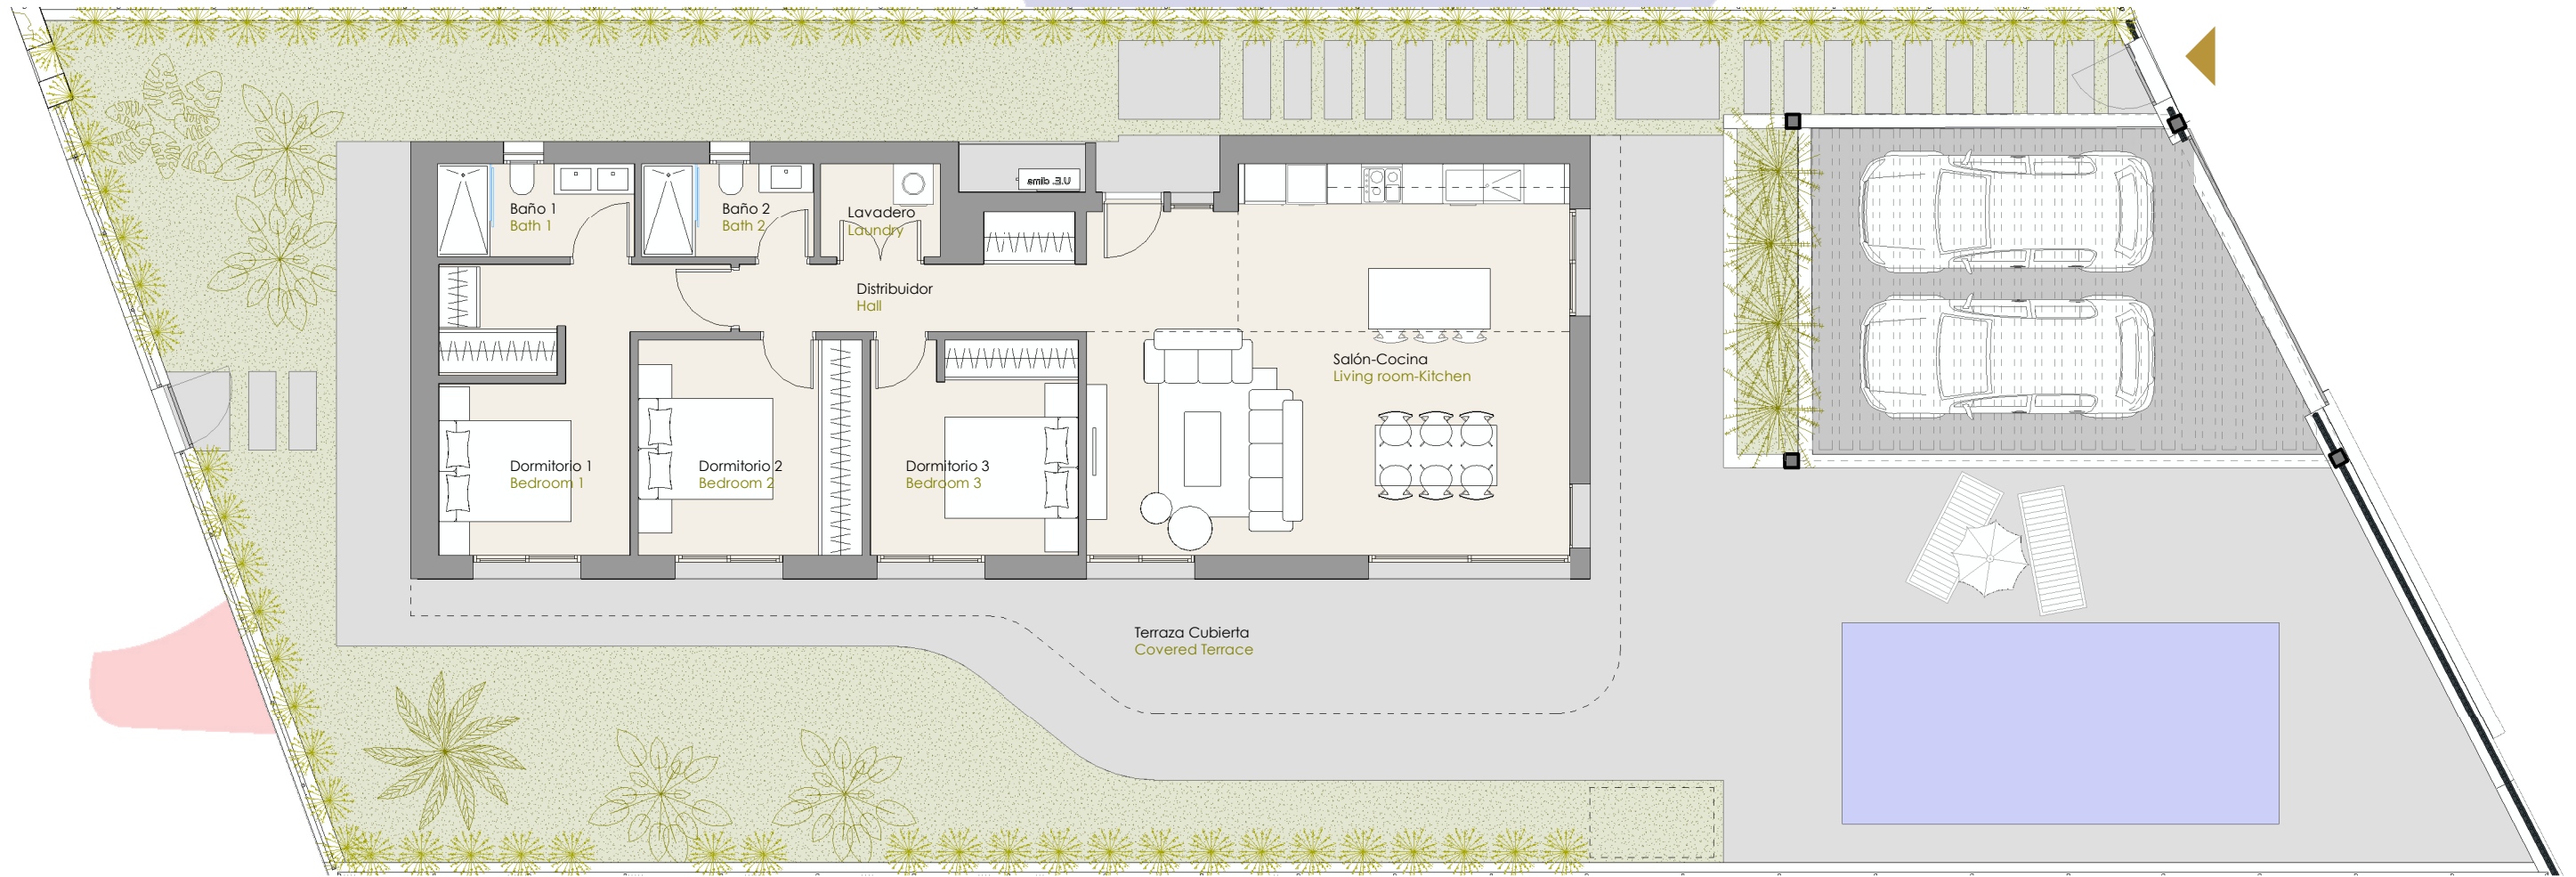 Baño 1
Bath 1
Baño 2
Bath 2
Lavadero
Laundry
U.E. clima
Distribuidor
Hall
Salón-Cocina
Living room-Kitchen
Dormitorio 1
Bedroom 1
Dormitorio 2
Bedroom 2
Dormitorio 3
Bedroom 3
Terraza Cubierta
Covered Terrace